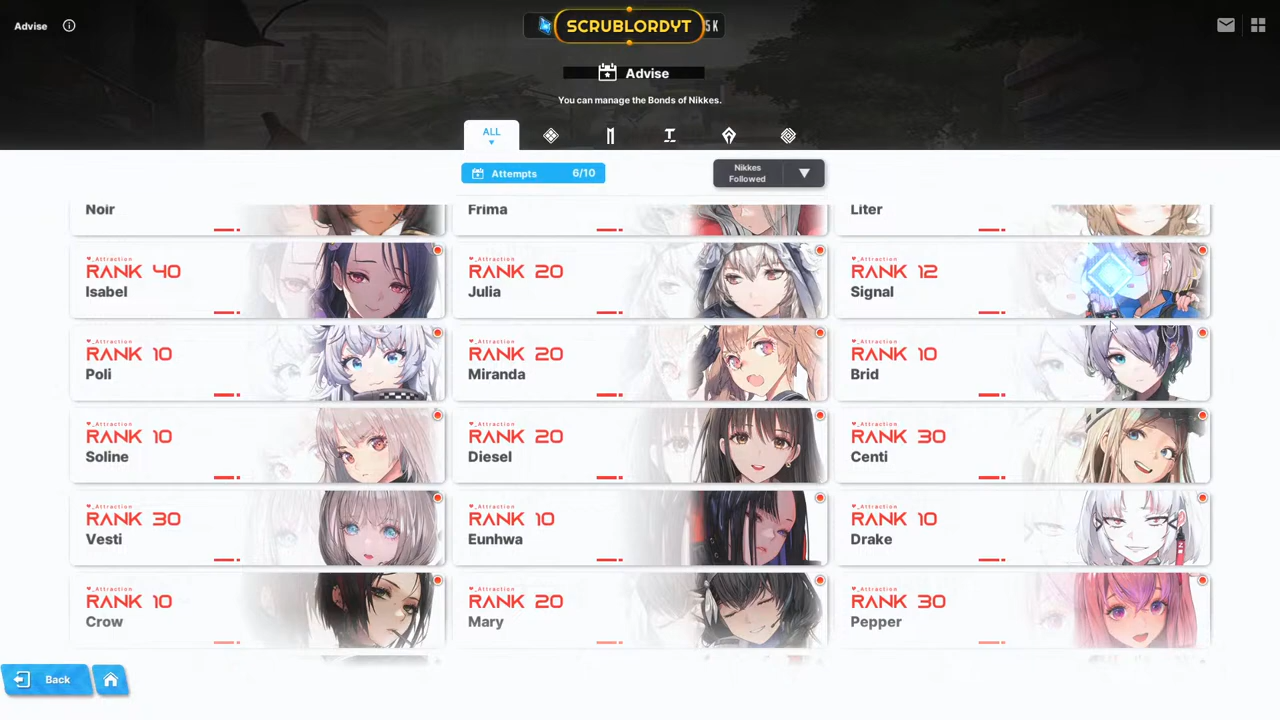 Advise
SCRUBLORDYT
5K
Advise
You can manage the Bonds of Nikkes.
ALL
Attempts 6/10
Nikkes
Followed
Noir
Frima
Liter
Attraction
RANK 40
Isabel
Attraction
RANK 20
Julia
Attraction
RANK 12
Signal
Attraction
RANK 10
Poli
Attraction
RANK 20
Miranda
Attraction
RANK 10
Brid
Attraction
RANK 10
Soline
Attraction
RANK 20
Diesel
Attraction
RANK 30
Centi
Attraction
RANK 30
Vesti
Attraction
RANK 10
Eunhwa
Attraction
RANK 10
Drake
Attraction
RANK 10
Crow
Attraction
RANK 20
Mary
Attraction
RANK 30
Pepper
Back